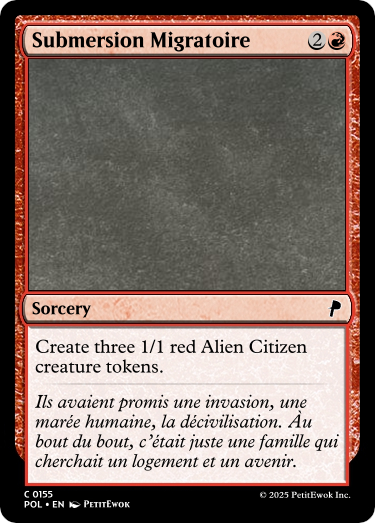 Submersion Migratoire 2
Sorcery
Create three 1/1 red Alien Citizen
creature tokens.
Ils avaient promis une invasion, une
marée humaine, la décivilisation. Àu
bout du bout, c'était juste une famille qui
cherchait un logement et un avenir.
C 0155
POL • EN PETITEWOK
© 2025 PetitEwok Inc.